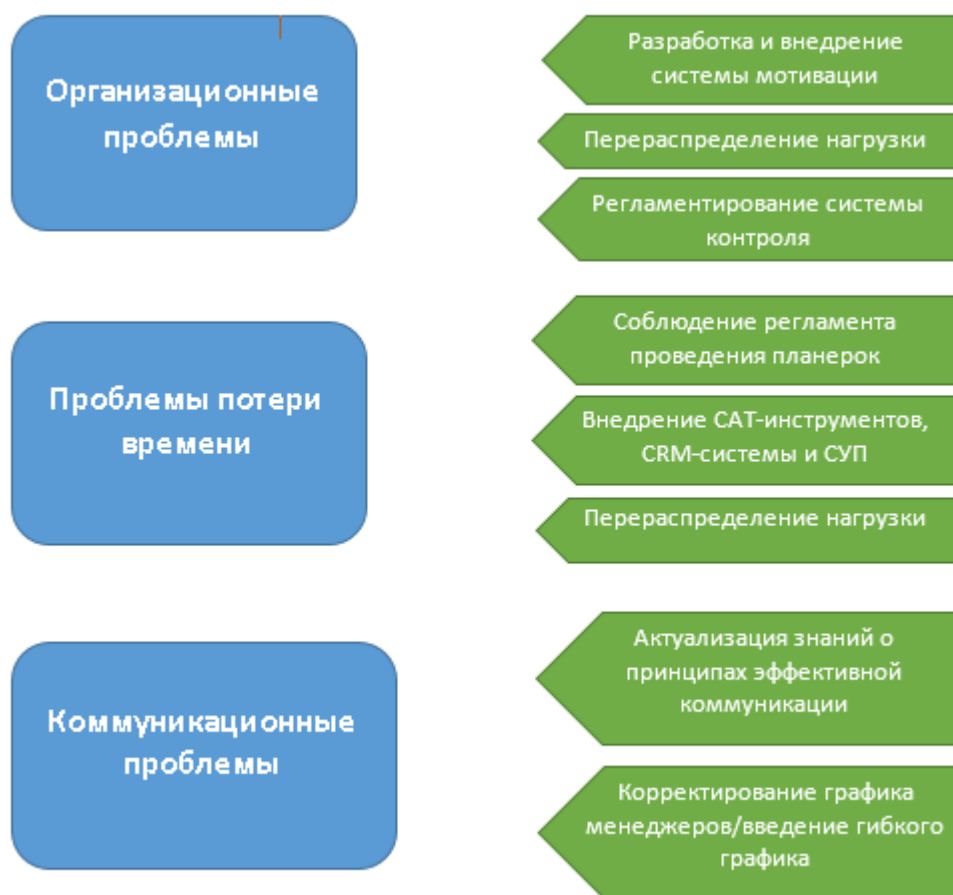 Организационные
проблемы
Разработка и внедрение
системы мотивации
Перераспределение нагрузки
Регламентирование системы
контроля
Проблемы потери
времени
Соблюдение регламента
проведения планерок
Внедрение CAT-инструментов,
CRM-системы и СУП
Перераспределение нагрузки
Коммуникационные
проблемы
Актуализация знаний о
принципах эффективной
коммуникации
Корректирование графика
менеджеров/введение гибкого
графика